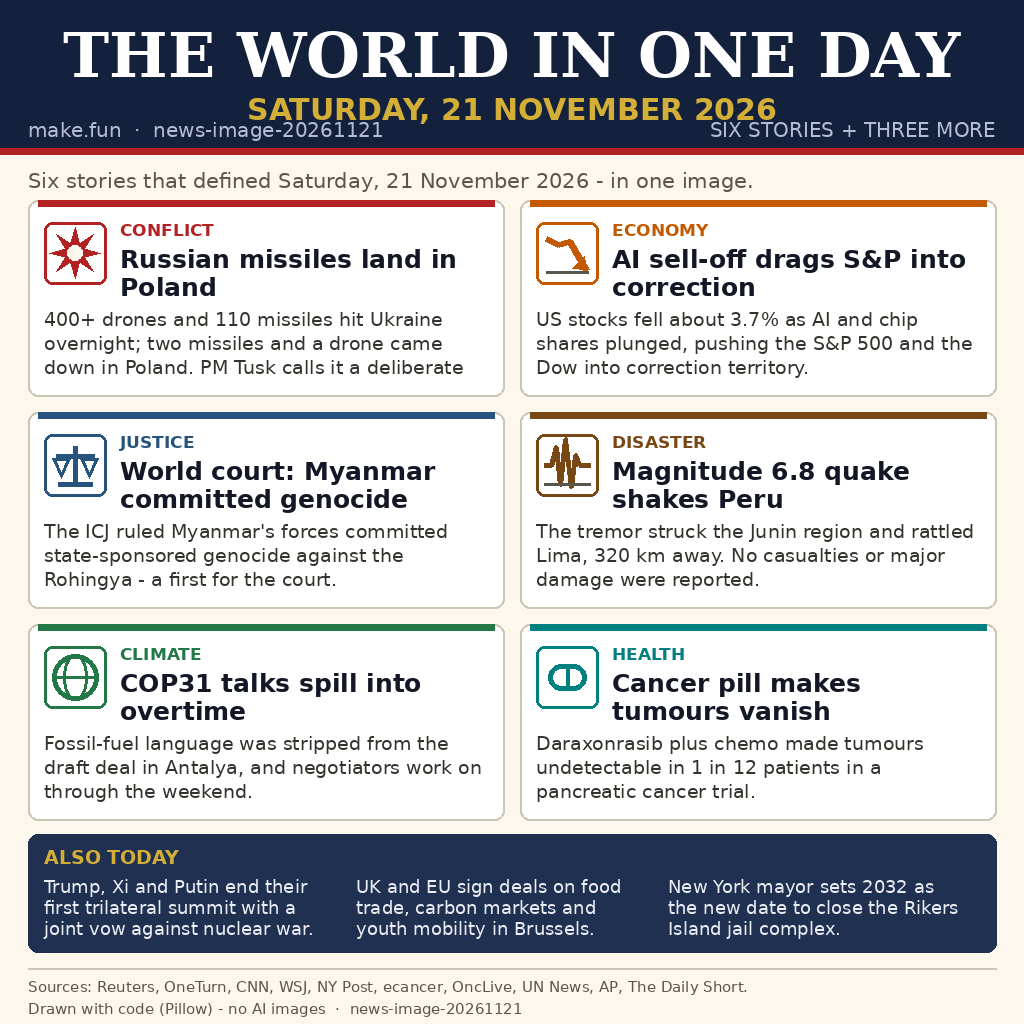 THE WORLD IN ONE DAY
SATURDAY, 21 NOVEMBER 2026
make.fun · news-image-20261121
SIX STORIES + THREE MORE
Six stories that defined Saturday, 21 November 2026 - in one image.
CONFLICT
Russian missiles land in
Poland
400+ drones and 110 missiles hit Ukraine
overnight; two missiles and a drone came
down in Poland. PM Tusk calls it a deliberate
ECONOMY
AI sell-off drags S&P into
correction
US stocks fell about 3.7% as AI and chip
shares plunged, pushing the S&P 500 and the
Dow into correction territory.
JUSTICE
World court: Myanmar
committed genocide
The ICJ ruled Myanmar's forces committed
state-sponsored genocide against the
Rohingya - a first for the court.
DISASTER
Magnitude 6.8 quake
shakes Peru
The tremor struck the Junin region and rattled
Lima, 320 km away. No casualties or major
damage were reported.
CLIMATE
COP31 talks spill into
overtime
Fossil-fuel language was stripped from the
draft deal in Antalya, and negotiators work on
through the weekend.
HEALTH
Cancer pill makes
tumours vanish
Daraxonrasib plus chemo made tumours
undetectable in 1 in 12 patients in a
pancreatic cancer trial.
ALSO TODAY
Trump, Xi and Putin end their
first trilateral summit with a
joint vow against nuclear war.
UK and EU sign deals on food
trade, carbon markets and
youth mobility in Brussels.
New York mayor sets 2032 as
the new date to close the Rikers
Island jail complex.
Sources: Reuters, OneTurn, CNN, WSJ, NY Post, ecancer, OncLive, UN News, AP, The Daily Short.
Drawn with code (Pillow) - no AI images · news-image-20261121